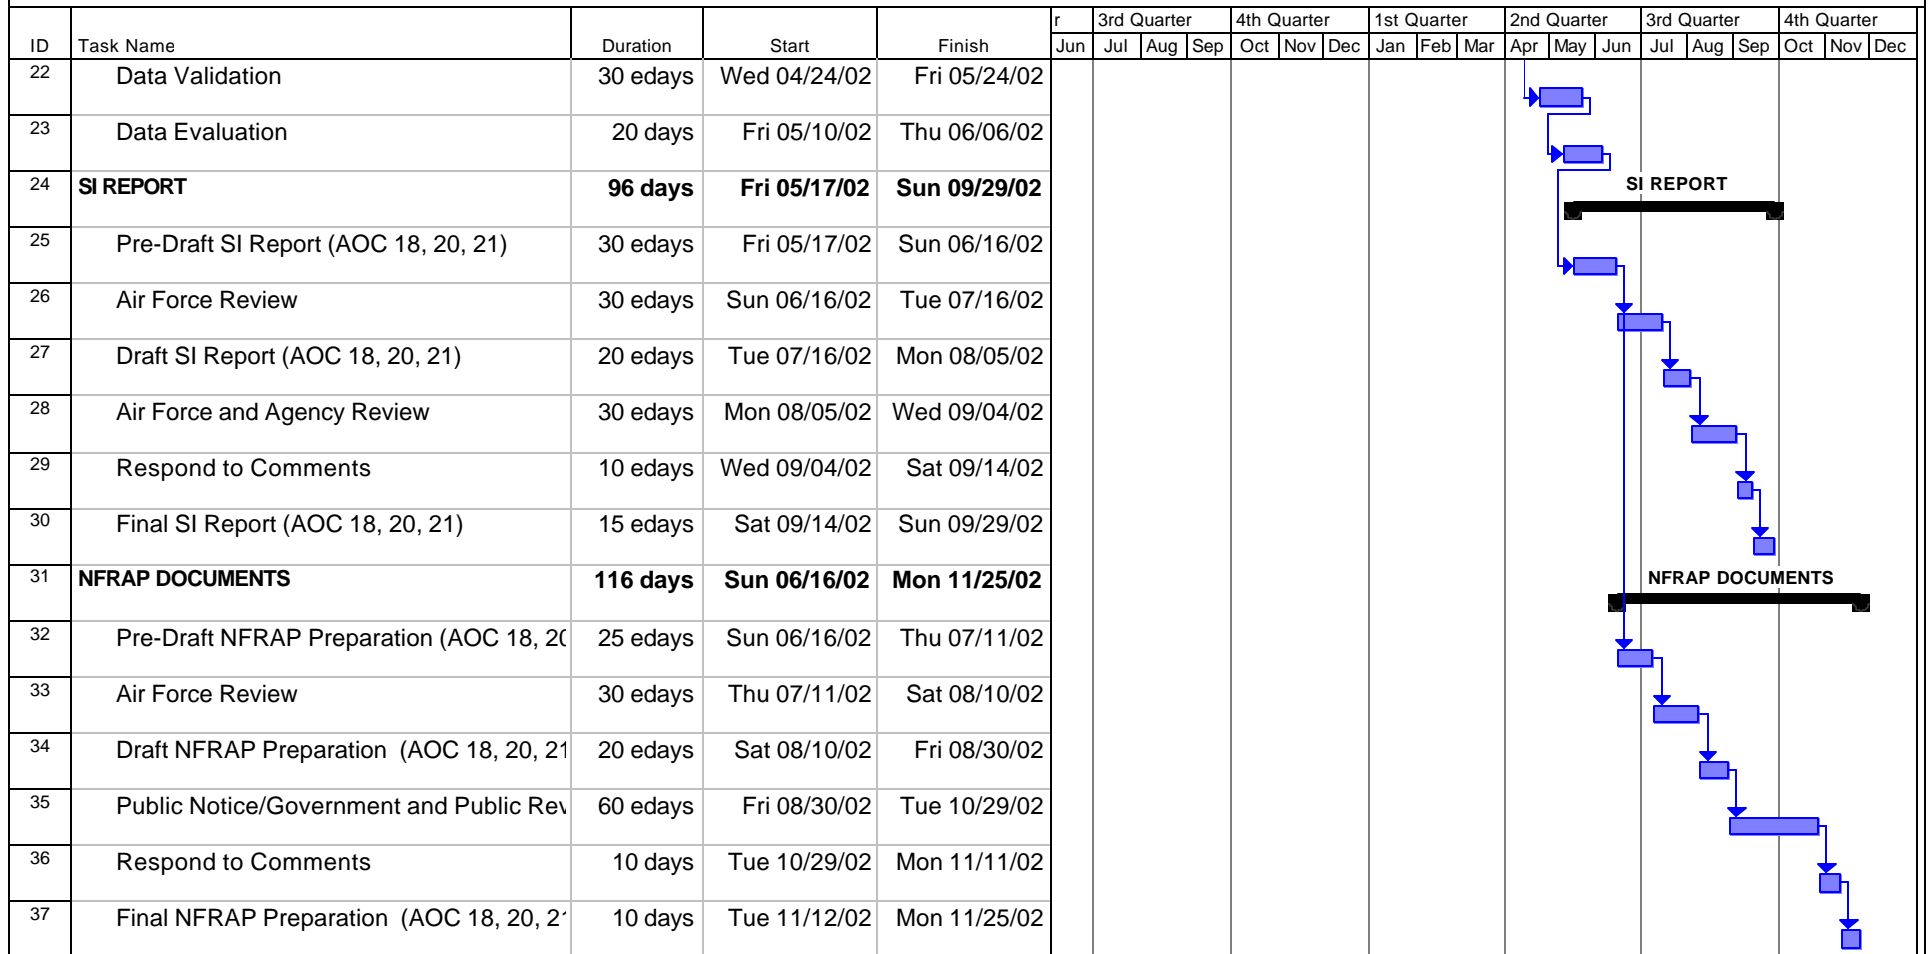 r 3rd Quarter 4th Quarter 1st Quarter 2nd Quarter 3rd Quarter 4th Quarter
ID Task Name Duration Start Finish Jun Jul Aug Sep Oct Nov Dec Jan Feb Mar Apr May Jun Jul Aug Sep Oct Nov Dec
22 Data Validation 30 edays Wed 04/24/02 Fri 05/24/02
23 Data Evaluation 20 days Fri 05/10/02 Thu 06/06/02
24 SI REPORT 96 days Fri 05/17/02 Sun 09/29/02 SI REPORT
25 Pre-Draft SI Report (AOC 18, 20, 21) 30 edays Fri 05/17/02 Sun 06/16/02
26 Air Force Review 30 edays Sun 06/16/02 Tue 07/16/02
27 Draft SI Report (AOC 18, 20, 21) 20 edays Tue 07/16/02 Mon 08/05/02
28 Air Force and Agency Review 30 edays Mon 08/05/02 Wed 09/04/02
29 Respond to Comments 10 edays Wed 09/04/02 Sat 09/14/02
30 Final SI Report (AOC 18, 20, 21) 15 edays Sat 09/14/02 Sun 09/29/02
31 NFRAP DOCUMENTS 116 days Sun 06/16/02 Mon 11/25/02 NFRAP DOCUMENTS
32 Pre-Draft NFRAP Preparation (AOC 18, 20 25 edays Sun 06/16/02 Thu 07/11/02
33 Air Force Review 30 edays Thu 07/11/02 Sat 08/10/02
34 Draft NFRAP Preparation (AOC 18, 20, 21 20 edays Sat 08/10/02 Fri 08/30/02
35 Public Notice/Government and Public Rev 60 edays Fri 08/30/02 Tue 10/29/02
36 Respond to Comments 10 days Tue 10/29/02 Mon 11/11/02
37 Final NFRAP Preparation (AOC 18, 20, 21 10 days Tue 11/12/02 Mon 11/25/02